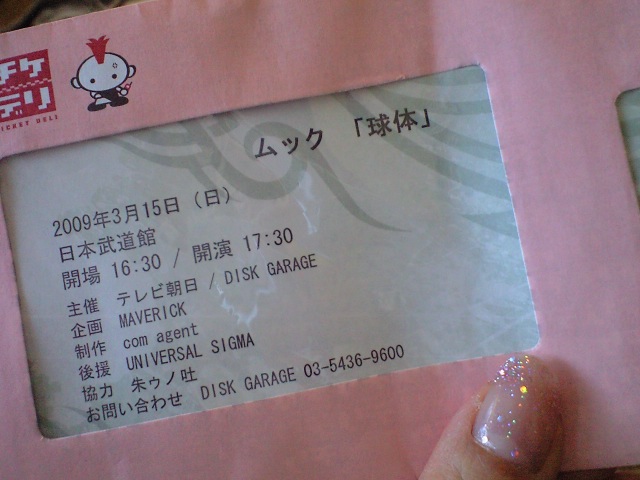 チケ
デリ
TICKET DELI
ムック 「球体」
2009年3月15日（日）
日本武道館
開場 16:30 / 開演 17:30
主催 テレビ朝日 / DISK GARAGE
企画 MAVERICK
制作 com agent
後援 UNIVERSAL SIGMA
協力 朱ゥノ吐
お問い合わせ DISK GARAGE 03-5436-9600